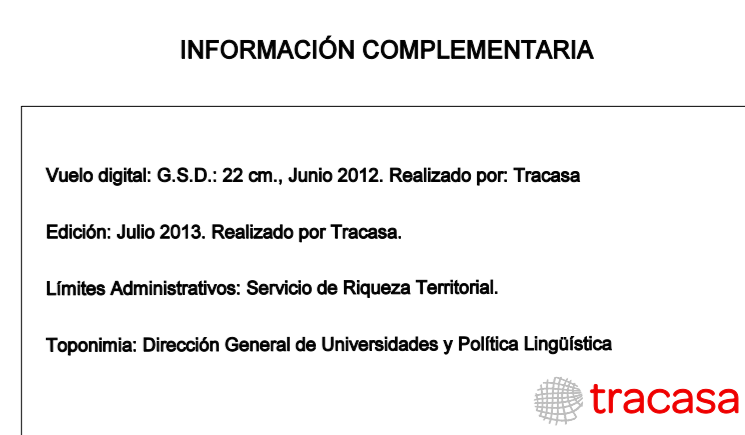 INFORMACIÓN COMPLEMENTARIA
Vuelo digital: G.S.D.: 22 cm., Junio 2012. Realizado por: Tracasa
Edición: Julio 2013. Realizado por Tracasa.
Límites Administrativos: Servicio de Riqueza Territorial.
Toponimia: Dirección General de Universidades y Política Lingüística
tracasa